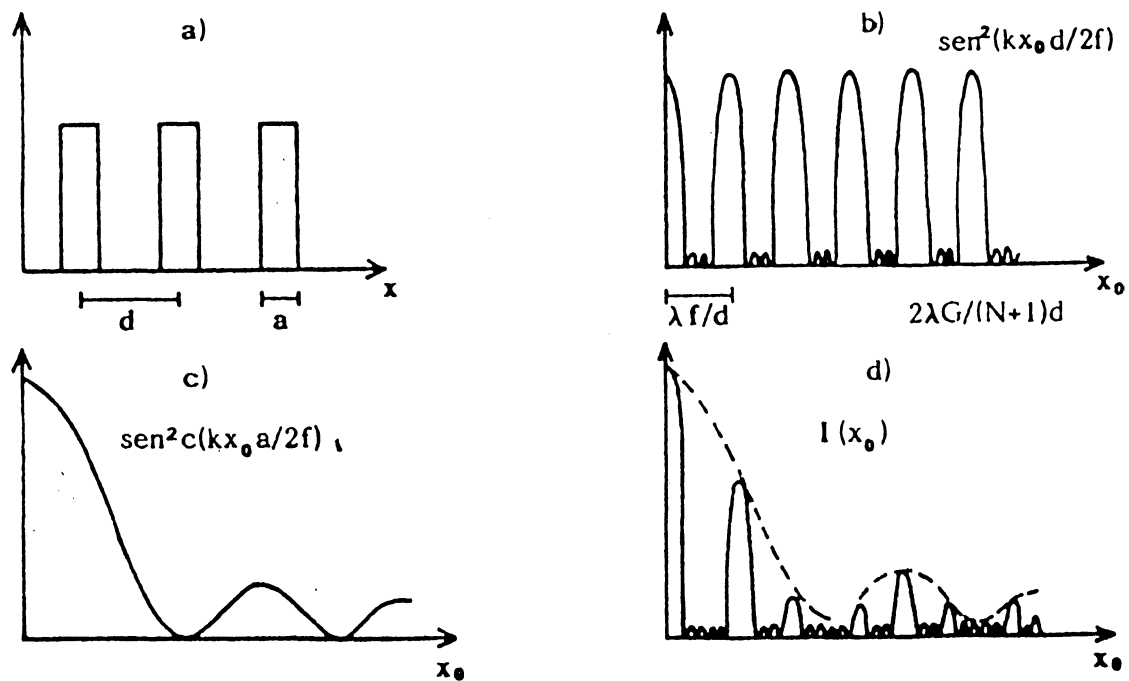 a)
x
d
a
b)
sen²(kx₀d/2f)
x₀
λf/d
2λG/(N+1)d
c)
sen²c(kx₀a/2f)
x₀
d)
I(x₀)
x₀